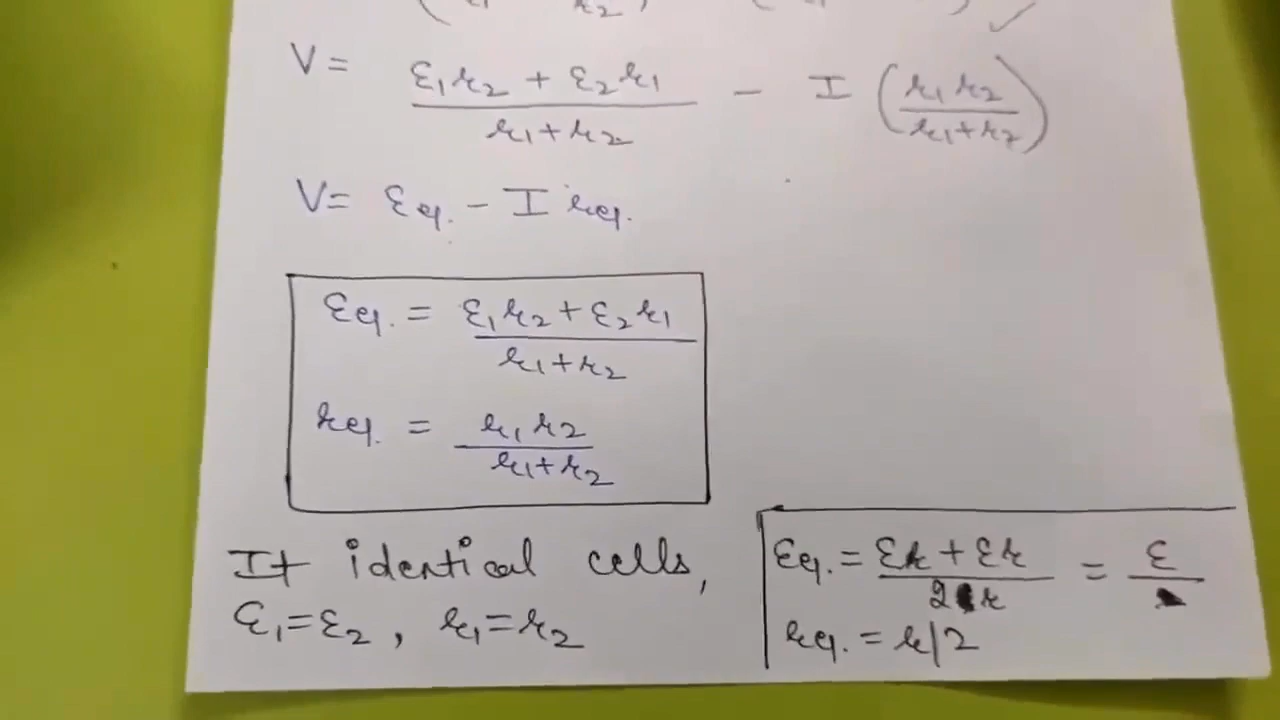 V = (ε₁r₂ + ε₂r₁)/(r₁+r₂) - I (r₁r₂/(r₁+r₂))
V = εeq. - I req.
εeq. = (ε₁r₂ + ε₂r₁)/(r₁+r₂)
req. = r₁r₂/(r₁+r₂)
If identical cells,
ε₁=ε₂, r₁=r₂
εeq. = (εr + εr)/2r = ε
req. = r/2